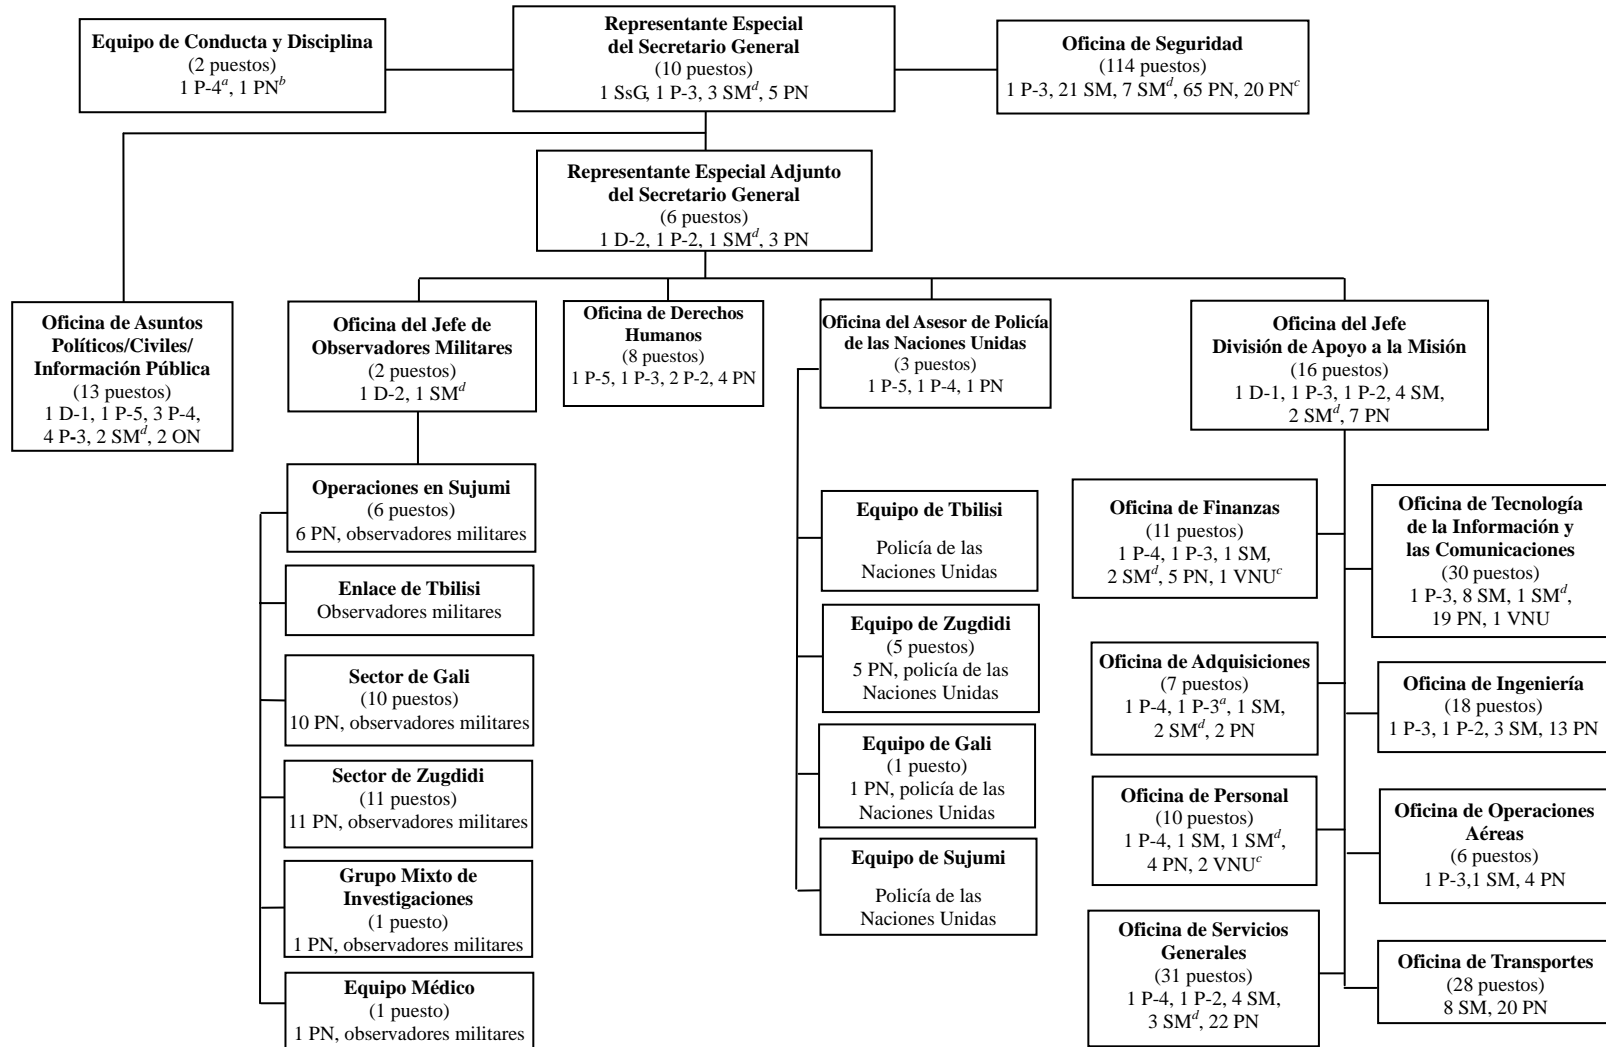 Equipo de Conducta y Disciplina
(2 puestos)
1 P-4ᵃ, 1 PNᵇ
Representante Especial
del Secretario General
(10 puestos)
1 SsG, 1 P-3, 3 SMᵈ, 5 PN
Oficina de Seguridad
(114 puestos)
1 P-3, 21 SM, 7 SMᵈ, 65 PN, 20 PNᶜ
Representante Especial Adjunto
del Secretario General
(6 puestos)
1 D-2, 1 P-2, 1 SMᵈ, 3 PN
Oficina de Asuntos
Políticos/Civiles/
Información Pública
(13 puestos)
1 D-1, 1 P-5, 3 P-4,
4 P-3, 2 SMᵈ, 2 ON
Oficina del Jefe de
Observadores Militares
(2 puestos)
1 D-2, 1 SMᵈ
Oficina de Derechos
Humanos
(8 puestos)
1 P-5, 1 P-3, 2 P-2, 4 PN
Oficina del Asesor de Policía
de las Naciones Unidas
(3 puestos)
1 P-5, 1 P-4, 1 PN
Oficina del Jefe
División de Apoyo a la Misión
(16 puestos)
1 D-1, 1 P-3, 1 P-2, 4 SM,
2 SMᵈ, 7 PN
Operaciones en Sujumi
(6 puestos)
6 PN, observadores militares
Enlace de Tbilisi
Observadores militares
Sector de Gali
(10 puestos)
10 PN, observadores militares
Sector de Zugdidi
(11 puestos)
11 PN, observadores militares
Grupo Mixto de
Investigaciones
(1 puesto)
1 PN, observadores militares
Equipo Médico
(1 puesto)
1 PN, observadores militares
Equipo de Tbilisi
Policía de las
Naciones Unidas
Equipo de Zugdidi
(5 puestos)
5 PN, policía de las
Naciones Unidas
Equipo de Gali
(1 puesto)
1 PN, policía de las
Naciones Unidas
Equipo de Sujumi
Policía de las
Naciones Unidas
Oficina de Finanzas
(11 puestos)
1 P-4, 1 P-3, 1 SM,
2 SMᵈ, 5 PN, 1 VNUᶜ
Oficina de Adquisiciones
(7 puestos)
1 P-4, 1 P-3ᵃ, 1 SM,
2 SMᵈ, 2 PN
Oficina de Personal
(10 puestos)
1 P-4, 1 SM, 1 SMᵈ,
4 PN, 2 VNUᶜ
Oficina de Servicios
Generales
(31 puestos)
1 P-4, 1 P-2, 4 SM,
3 SMᵈ, 22 PN
Oficina de Tecnología
de la Información y
las Comunicaciones
(30 puestos)
1 P-3, 8 SM, 1 SMᵈ,
19 PN, 1 VNU
Oficina de Ingeniería
(18 puestos)
1 P-3, 1 P-2, 3 SM, 13 PN
Oficina de Operaciones
Aéreas
(6 puestos)
1 P-3,1 SM, 4 PN
Oficina de Transportes
(28 puestos)
8 SM, 20 PN